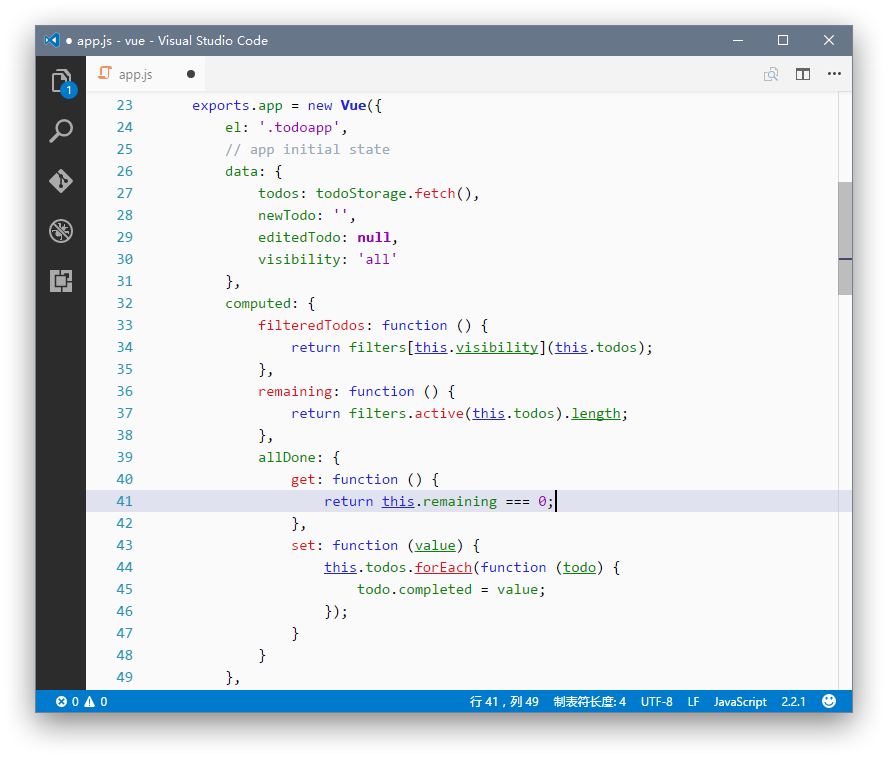 ● app.js - vue - Visual Studio Code
app.js ●
1
23 exports.app = new Vue({
24 el: '.todoapp',
25 // app initial state
26 data: {
27 todos: todoStorage.fetch(),
28 newTodo: '',
29 editedTodo: null,
30 visibility: 'all'
31 },
32 computed: {
33 filteredTodos: function () {
34 return filters[this.visibility](this.todos);
35 },
36 remaining: function () {
37 return filters.active(this.todos).length;
38 },
39 allDone: {
40 get: function () {
41 return this.remaining === 0;
42 },
43 set: function (value) {
44 this.todos.forEach(function (todo) {
45 todo.completed = value;
46 });
47 }
48 }
49 },
0 0 行 41，列 49 制表符长度: 4 UTF-8 LF JavaScript 2.2.1